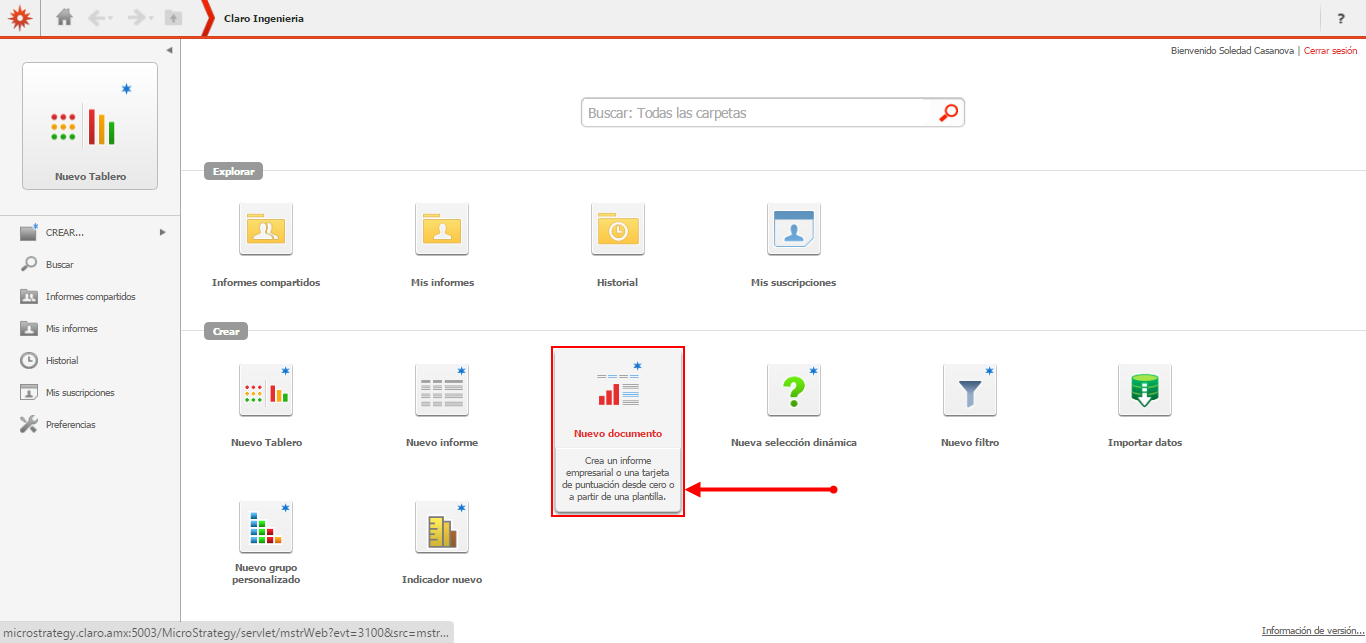 Claro Ingenieria
?
Bienvenido Soledad Casanova | Cerrar sesión
Nuevo Tablero
CREAR...
Buscar
Informes compartidos
Mis informes
Historial
Mis suscripciones
Preferencias
Buscar: Todas las carpetas
Explorar
Informes compartidos
Mis informes
Historial
Mis suscripciones
Crear
Nuevo Tablero
Nuevo informe
Nuevo documento
Crea un informe
empresarial o una tarjeta
de puntuación desde cero o
a partir de una plantilla.
Nueva selección dinámica
Nuevo filtro
Importar datos
Nuevo grupo
personalizado
Indicador nuevo
microstrategy.claro.amx:5003/MicroStrategy/servlet/mstrWeb?evt=3100&src=mstr...
Información de versión...